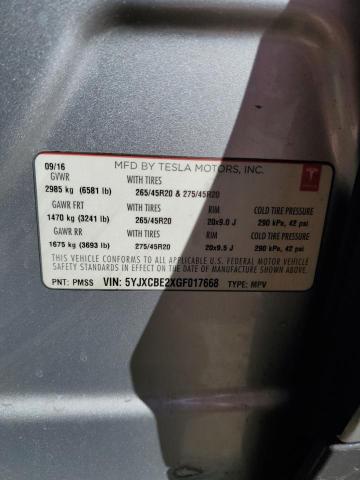 09/16 MFD BY TESLA MOTORS, INC.
GVWR WITH TIRES
2985 kg (6581 lb) 265/45R20 & 275/45R20
GAWR FRT WITH TIRES RIM COLD TIRE PRESSURE
1470 kg (3241 lb) 265/45R20 20x9.0 J 290 kPa, 42 psi
GAWR RR WITH TIRES RIM COLD TIRE PRESSURE
1675 kg (3693 lb) 275/45R20 20x9.5 J 290 kPa, 42 psi
THIS VEHICLE CONFORMS TO ALL APPLICABLE U.S. FEDERAL MOTOR VEHICLE
SAFETY STANDARDS IN EFFECT ON THE DATE OF MANUFACTURE SHOWN ABOVE.
PNT: PMSS VIN: 5YJXCBE2XGF017668 TYPE: MPV